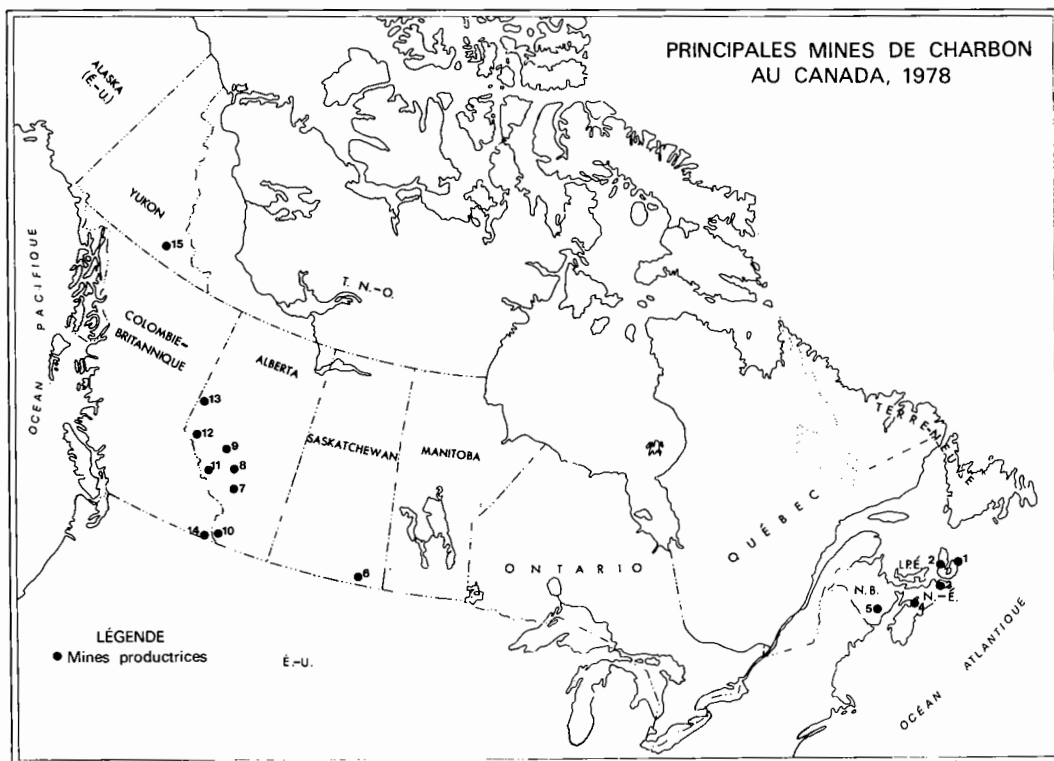 PRINCIPALES MINES DE CHARBON
AU CANADA, 1978
ALASKA
(É.-U.)
YUKON
15
OCÉAN PACIFIQUE
T. N.-O.
COLOMBIE-
BRITANNIQUE
ALBERTA
13
12
9
11
8
7
14
10
SASKATCHEWAN
MANITOBA
6
ONTARIO
QUÉBEC
TERRE-NEUVE
I.P.É.
2
1
3
N.B.
N.-É.
5
4
OCÉAN ATLANTIQUE
LÉGENDE
● Mines productrices
É.-U.